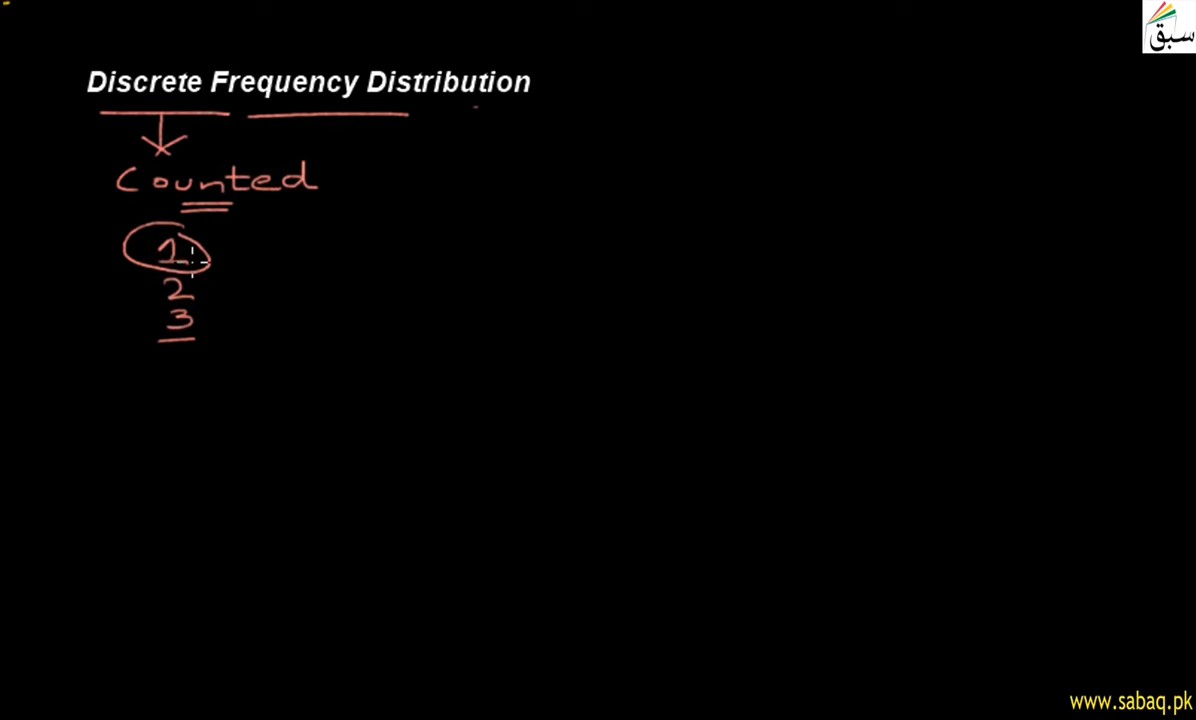 سبق
Discrete Frequency Distribution
Counted
1
2
3
www.sabaq.pk